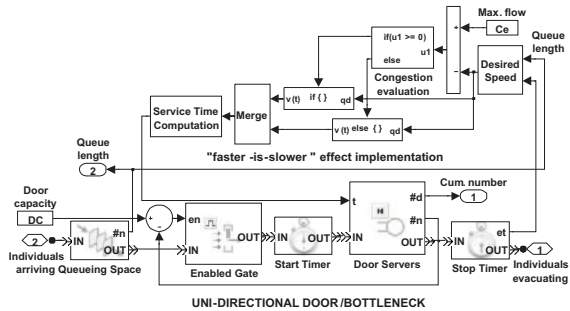 Max. flow
Ce
Queue
length
if(u1 >= 0)
u1
else
+
−
Desired
Speed
Congestion
evaluation
Service Time
Computation
Merge
v(t) if { } qd
v(t) else { } qd
Queue
length
2
"faster -is-slower " effect implementation
Door
capacity
DC
+
−
en
t
#d
#n
Cum. number
1
2
IN
#n
OUT
IN
OUT
IN
OUT
IN
OUT
IN
et
OUT
1
Individuals
arriving
Queueing Space
Enabled Gate
Start Timer
Door Servers
Stop Timer
Individuals
evacuating
UNI-DIRECTIONAL DOOR/BOTTLENECK